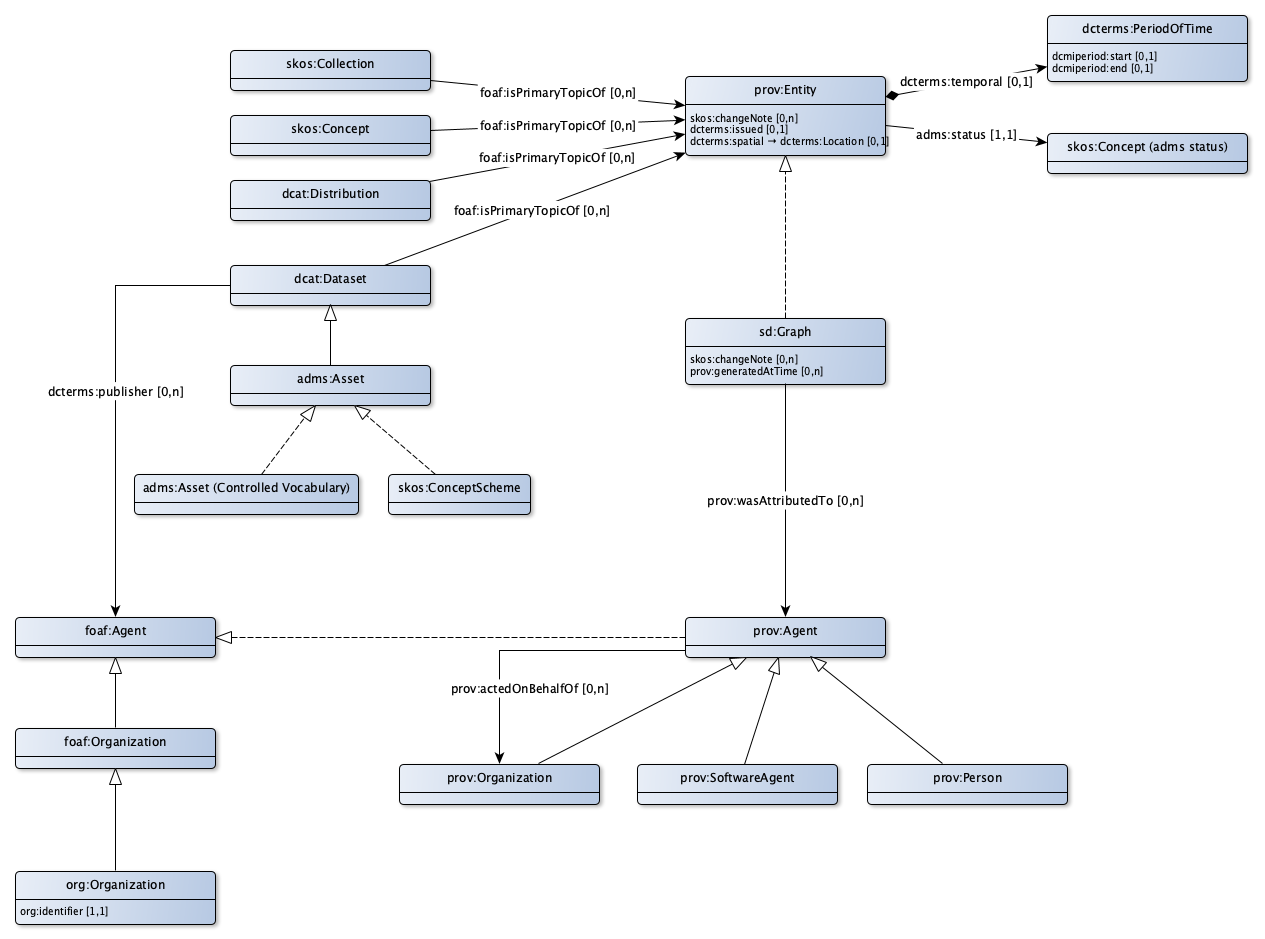 dcterms:PeriodOfTime
dcmiperiod:start [0,1]
dcmiperiod:end [0,1]
skos:Collection
foaf:isPrimaryTopicOf [0,n]
prov:Entity
skos:changeNote [0,n]
dcterms:issued [0,1]
dcterms:spatial → dcterms:Location [0,1]
dcterms:temporal [0,1]
adms:status [1,1]
skos:Concept (adms status)
skos:Concept
foaf:isPrimaryTopicOf [0,n]
dcat:Distribution
foaf:isPrimaryTopicOf [0,n]
foaf:isPrimaryTopicOf [0,n]
dcat:Dataset
sd:Graph
skos:changeNote [0,n]
prov:generatedAtTime [0,n]
adms:Asset
dcterms:publisher [0,n]
adms:Asset (Controlled Vocabulary)
skos:ConceptScheme
prov:wasAttributedTo [0,n]
foaf:Agent
prov:Agent
prov:actedOnBehalfOf [0,n]
foaf:Organization
prov:Organization
prov:SoftwareAgent
prov:Person
org:Organization
org:identifier [1,1]